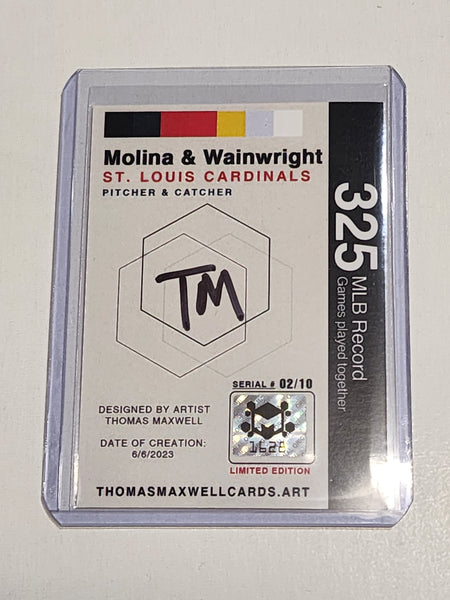 Molina & Wainwright
ST. LOUIS CARDINALS
PITCHER & CATCHER
325
MLB Record
Games played together
TM
SERIAL # 02/10
DESIGNED BY ARTIST
THOMAS MAXWELL
DATE OF CREATION:
6/6/2023
LIMITED EDITION
THOMASMAXWELLCARDS.ART